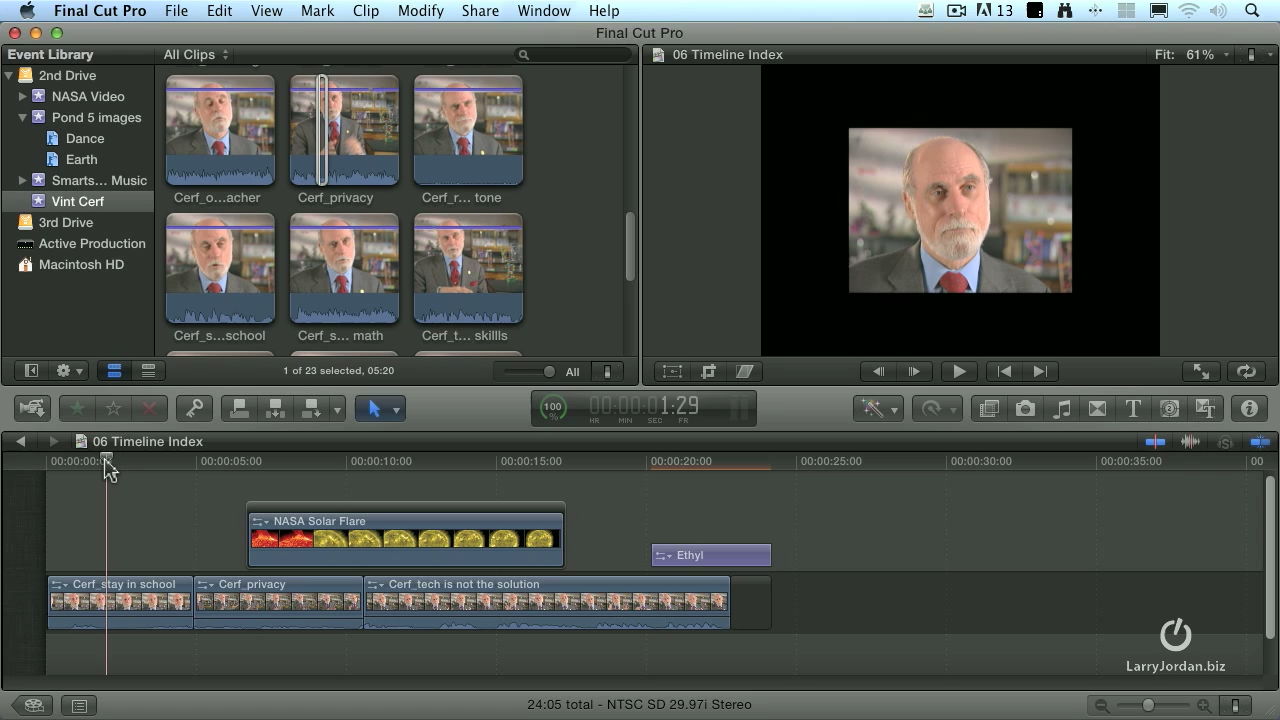 Final Cut Pro File Edit View Mark Clip Modify Share Window Help 13
Final Cut Pro
Event Library All Clips 06 Timeline Index Fit: 61%
2nd Drive
NASA Video
Pond 5 images
Dance
Earth
Smarts... Music
Vint Cerf
3rd Drive
Active Production
Macintosh HD
Cerf_o...acher Cerf_privacy Cerf_r... tone
Cerf_s...school Cerf_s... math Cerf_t... skillls
1 of 23 selected, 05:20 All
100 % 00:00:01:29
HR MIN SEC FR
06 Timeline Index
00:00:05:00 00:00:10:00 00:00:15:00 00:00:20:00 00:00:25:00 00:00:30:00 00:00:35:00 00
NASA Solar Flare
Ethyl
Cerf_stay in school Cerf_privacy Cerf_tech is not the solution
LarryJordan.biz
24:05 total - NTSC SD 29.97i Stereo